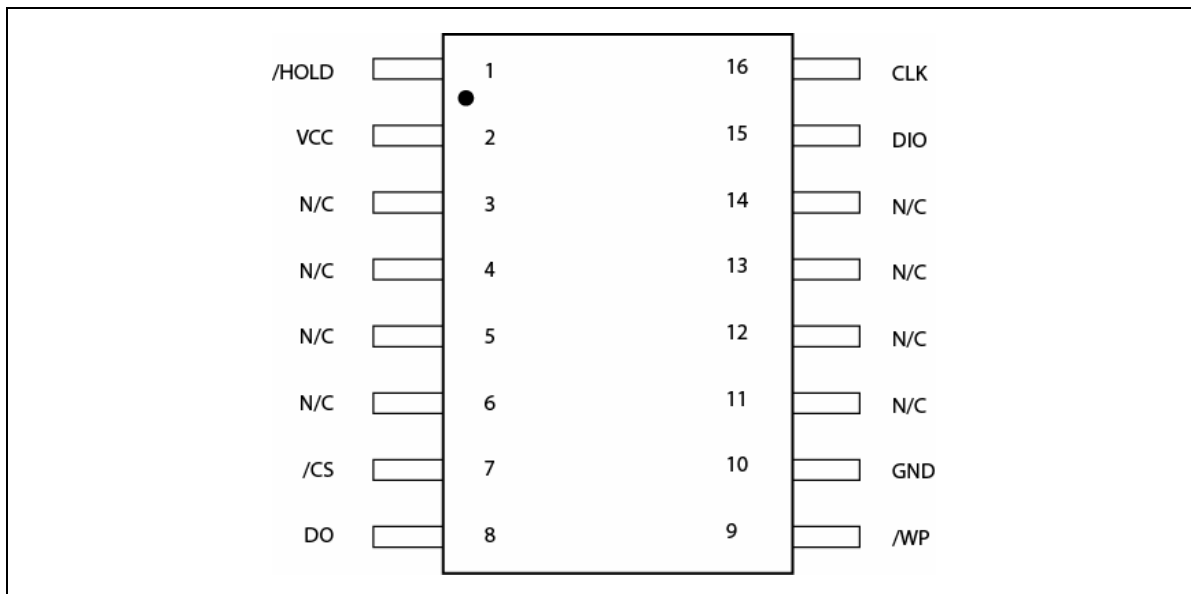 /HOLD 1 16 CLK
VCC 2 15 DIO
N/C 3 14 N/C
N/C 4 13 N/C
N/C 5 12 N/C
N/C 6 11 N/C
/CS 7 10 GND
DO 8 9 /WP